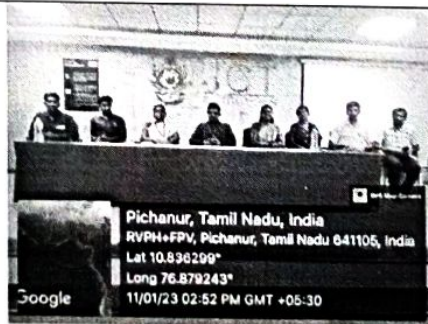 Pichanur, Tamil Nadu, India
RVPH+FPV, Pichanur, Tamil Nadu 641105, India
Lat 10.836299°
Long 76.879243°
11/01/23 02:52 PM GMT +05:30
Google